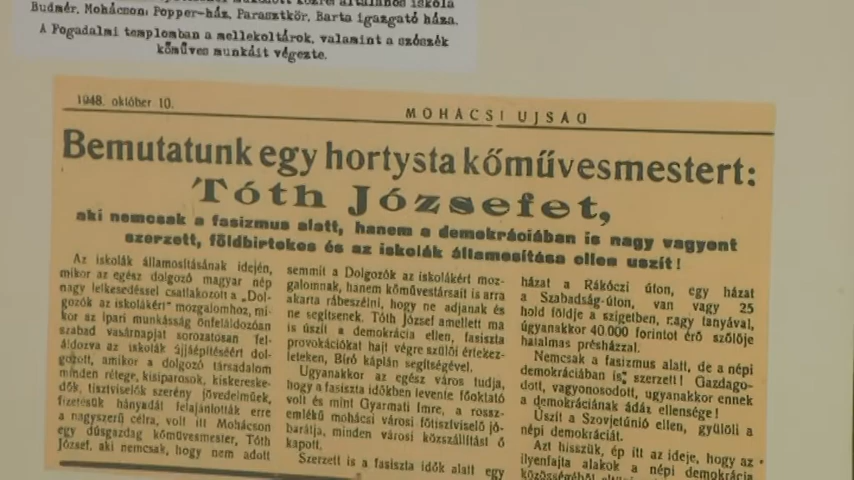 Budmér, Mohácson: Popper-ház, Parasztkör, Barta igazgató háza.
A Fogadalmi templomban a mellekoltárok, valamint a szószék
kőműves munkáit végezte.
1948. október 10.
MOHÁCSI UJSÁG
Bemutatunk egy hortysta kőművesmestert:
Tóth Józsefet,
aki nemcsak a fasizmus alatt, hanem a demokráciában is nagy vagyont
szerzett, földbirtokos és az iskolák államosítása ellen uszít!
Az iskolák államosításának idején,
mikor az egész dolgozó magyar nép
nagy lelkesedéssel csatlakozott a „Dol-
gozók az iskolákért" mozgalomhoz, mi-
kor az ipari munkásság önfeláldozóan
szabad vasárnapját sorozatosan fel-
áldozva az iskolák újjáépítéséért dol-
gozott, amikor a dolgozó társadalom
minden rétege, kisiparosok, kiskereske-
dők, tisztviselők szerény jövedelmük,
fizetésük hányadát felajánlották erre
a nagyszerű célra, volt itt Mohácson
egy dúsgazdag kőművesmester, Tóth
József, aki nemcsak, hogy nem adott
semmit a Dolgozók az iskolákért moz-
galomnak, hanem kőművestársait is arra
akarta rábeszélni, hogy ne adjanak és
ne segítsenek. Tóth József amellett ma
is úszít a demokrácia ellen, fasiszta
provokációkat hajt végre szülői értekez-
leteken, Bíró káplán segítségével.
Ugyanakkor az egész város tudja,
hogy a fasiszta időkben levente főoktató
volt és mint Gyarmati Imre, a rossz-
emlékű mohácsi városi főtisztviselő jó-
barátja, minden városi közszállítást ő
kapott.
Szerzett is a fasiszta idők alatt egy
házat a Rákóczi úton, egy házat
a Szabadság-úton, van vagy 25
hold földje a szigetben, nagy tanyával,
ugyanakkor 40.000 forintot érő szőlője
hatalmas présházzal.
Nemcsak a fasizmus alatt, de a népi
demokráciában is szerzett! Gazdago-
dott, vagyonosodott, ugyanakkor ennek
a demokráciának ádáz ellensége!
Uszít a Szovjetúnió ellen, gyűlöli a
népi demokráciát.
Azt hisszük, ép itt az ideje, hogy az
ilyenfajta alakok a népi demokrácia